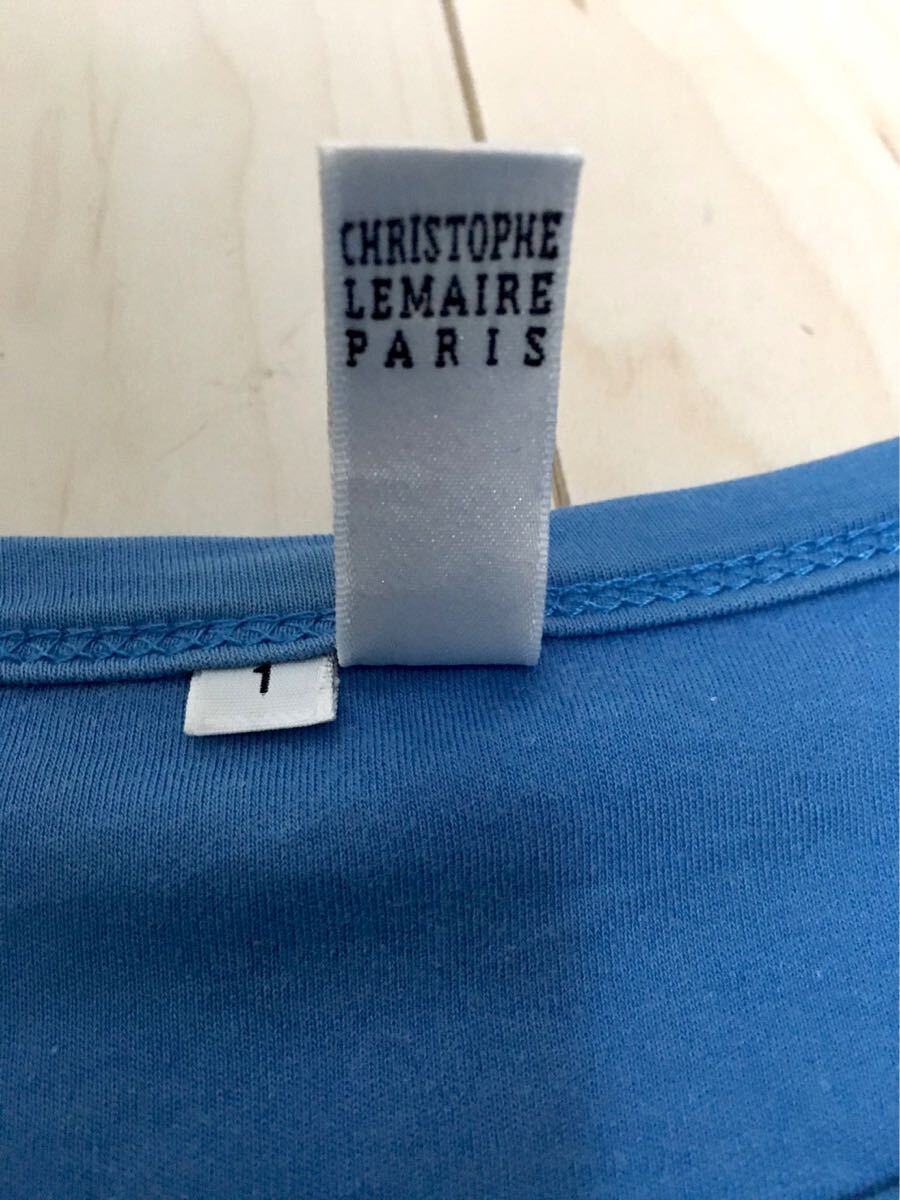 CHRISTOPHE
LEMAIRE
PARIS
1